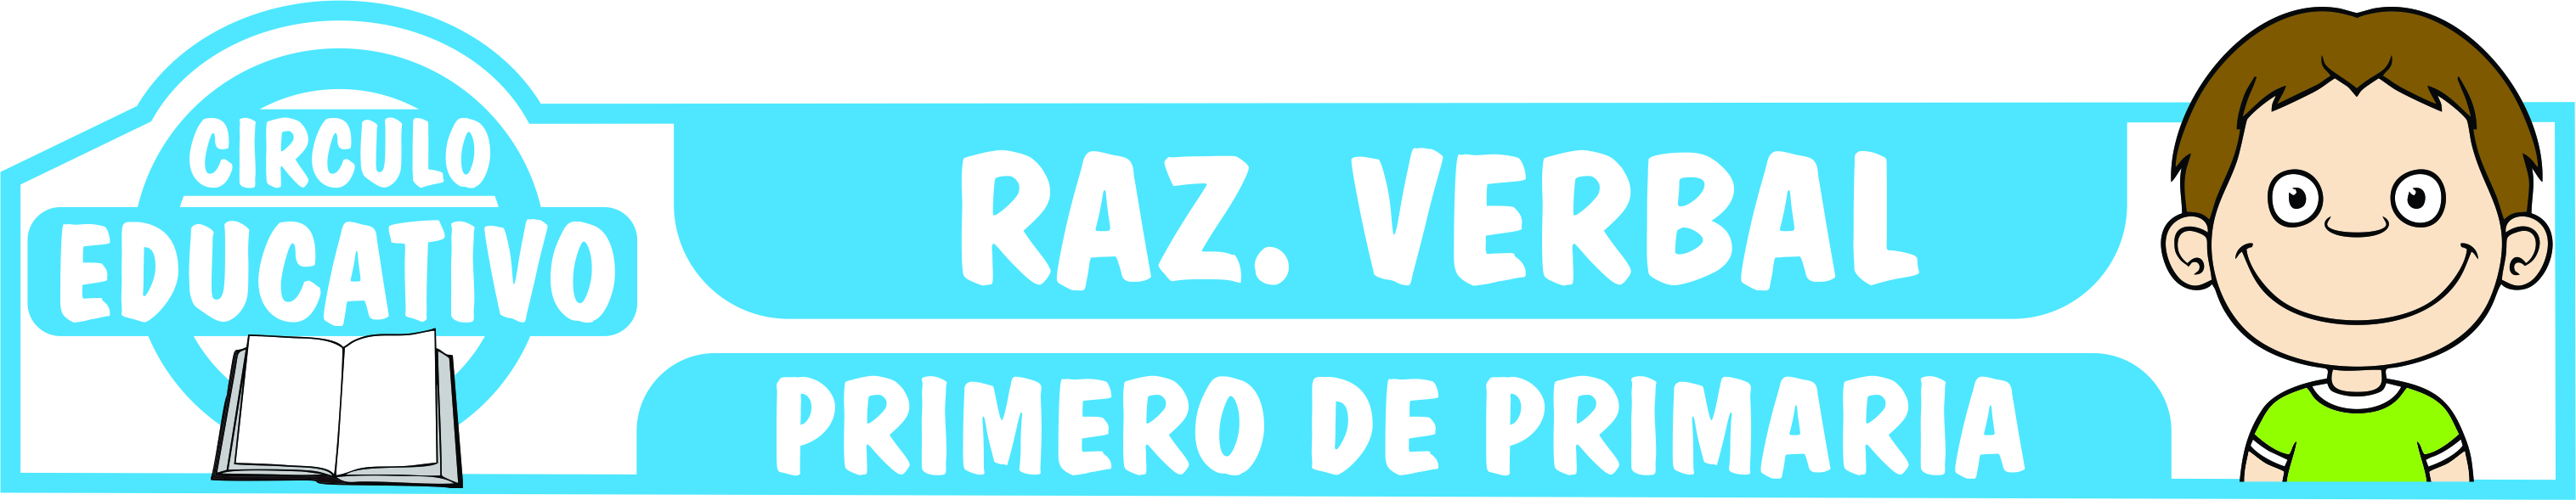 CIRCULO
EDUCATIVO
RAZ. VERBAL
PRIMERO DE PRIMARIA